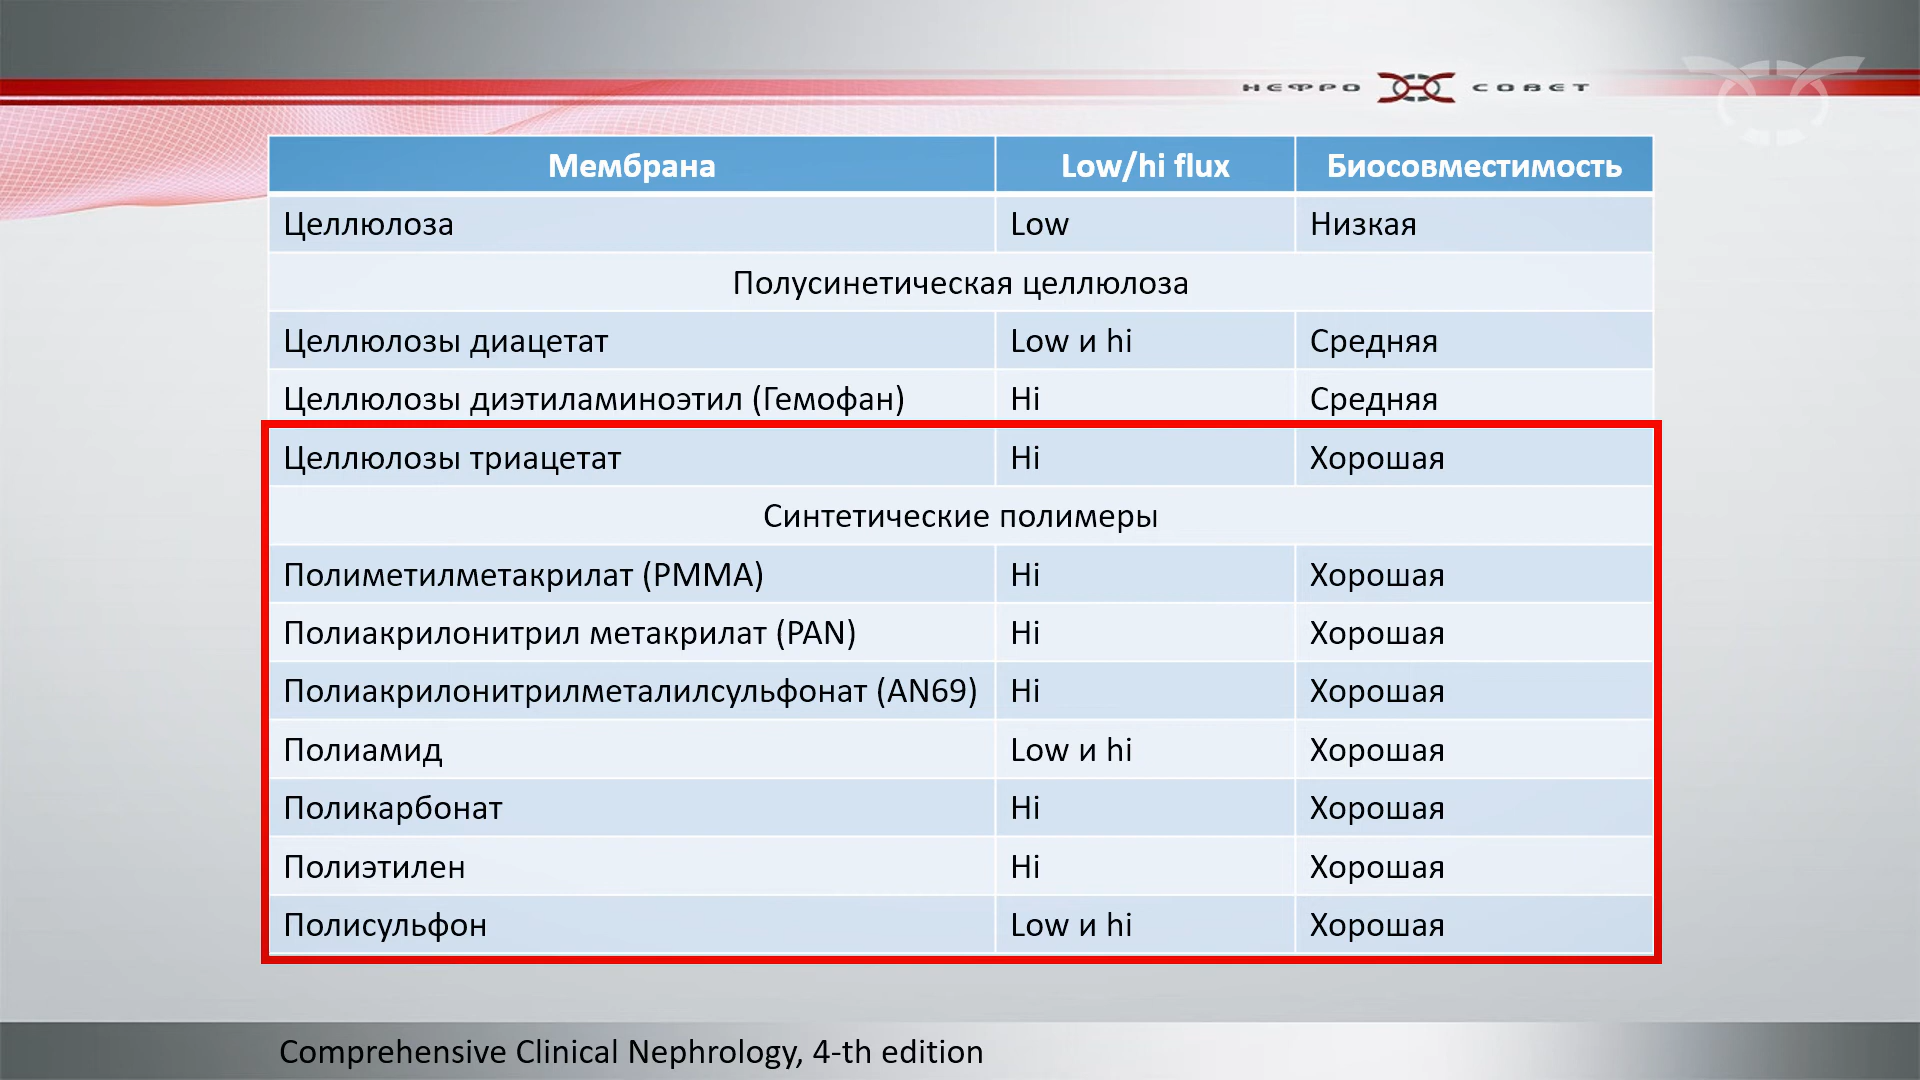 НЕФРО СОВЕТ
Мембрана Low/hi flux Биосовместимость
Целлюлоза Low Низкая
Полусинетическая целлюлоза
Целлюлозы диацетат Low и hi Средняя
Целлюлозы диэтиламиноэтил (Гемофан) Hi Средняя
Целлюлозы триацетат Hi Хорошая
Синтетические полимеры
Полиметилметакрилат (PMMA) Hi Хорошая
Полиакрилонитрил метакрилат (PAN) Hi Хорошая
Полиакрилонитрилметалилсульфонат (AN69) Hi Хорошая
Полиамид Low и hi Хорошая
Поликарбонат Hi Хорошая
Полиэтилен Hi Хорошая
Полисульфон Low и hi Хорошая
Comprehensive Clinical Nephrology, 4-th edition